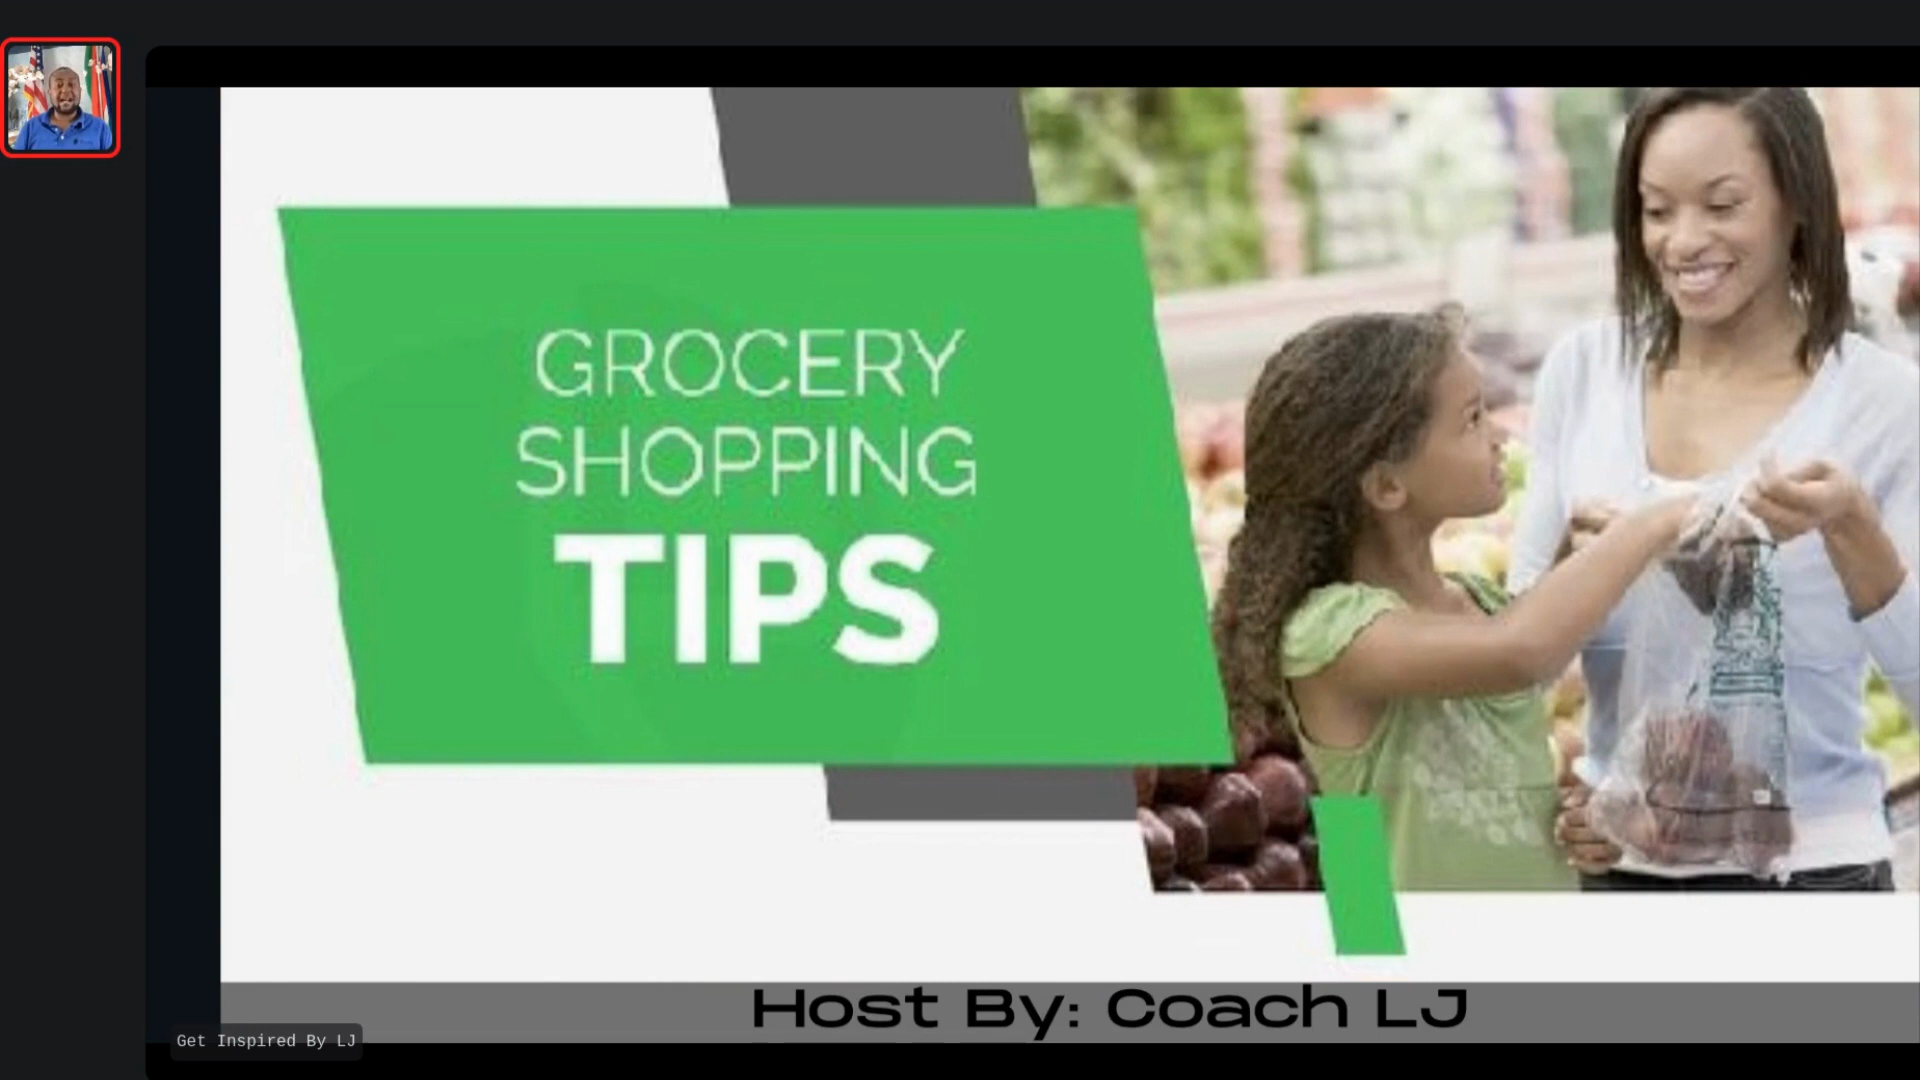 GROCERY
SHOPPING
TIPS
Host By: Coach LJ
Get Inspired By LJ